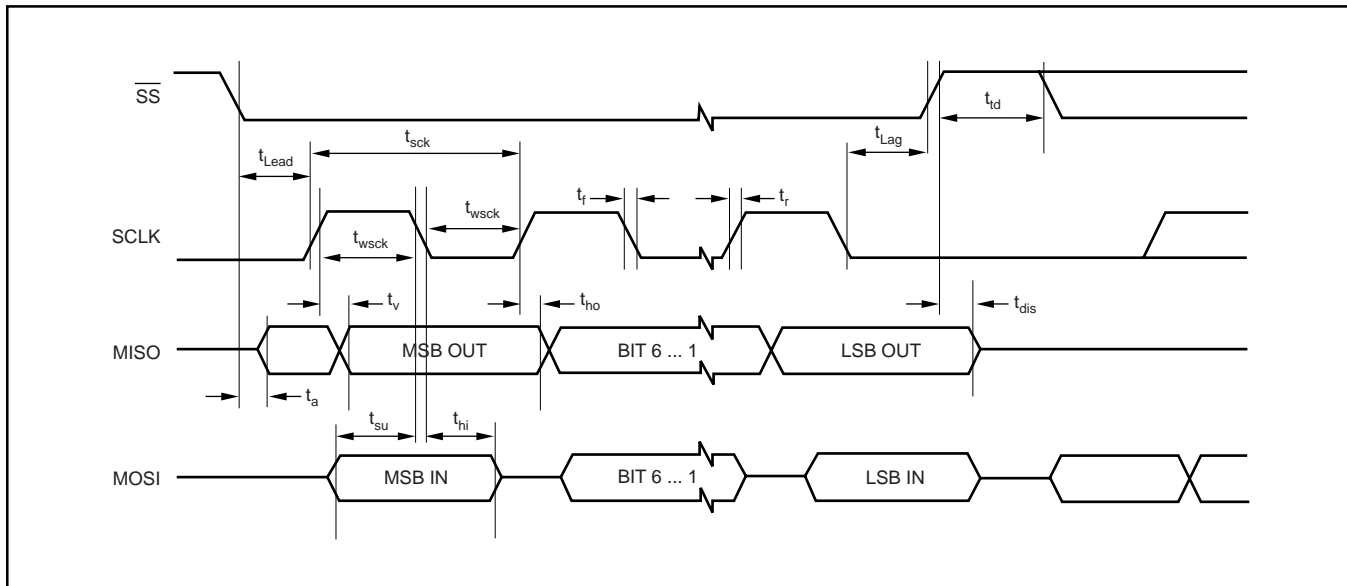 SS
t_td
t_sck
t_Lag
t_Lead
t_f
t_r
t_wsck
SCLK
t_wsck
t_v
t_ho
t_dis
MISO
MSB OUT
BIT 6 ... 1
LSB OUT
t_a
t_su
t_hi
MOSI
MSB IN
BIT 6 ... 1
LSB IN